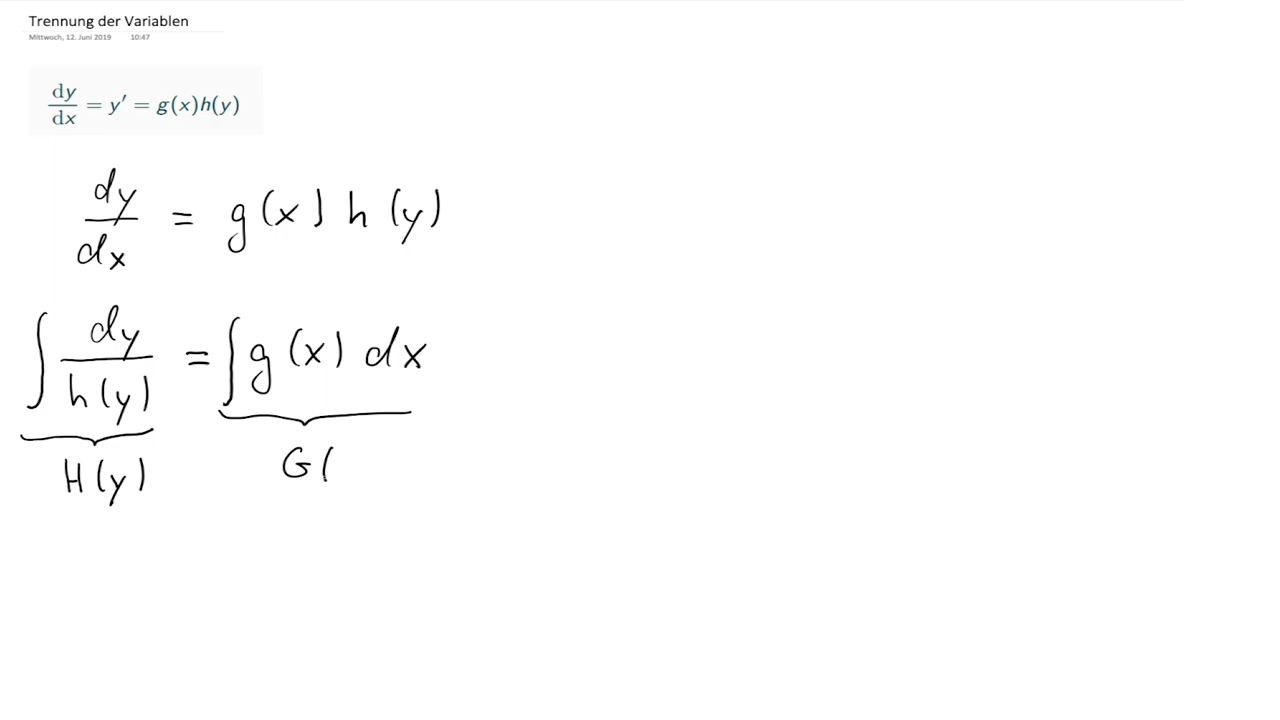 Trennung der Variablen
Mittwoch, 12. Juni 2019 10:47
dy/dx = y′ = g(x)h(y)
dy/dx = g(x) h(y)
∫ dy/h(y) = ∫ g(x) dx
H(y) G(